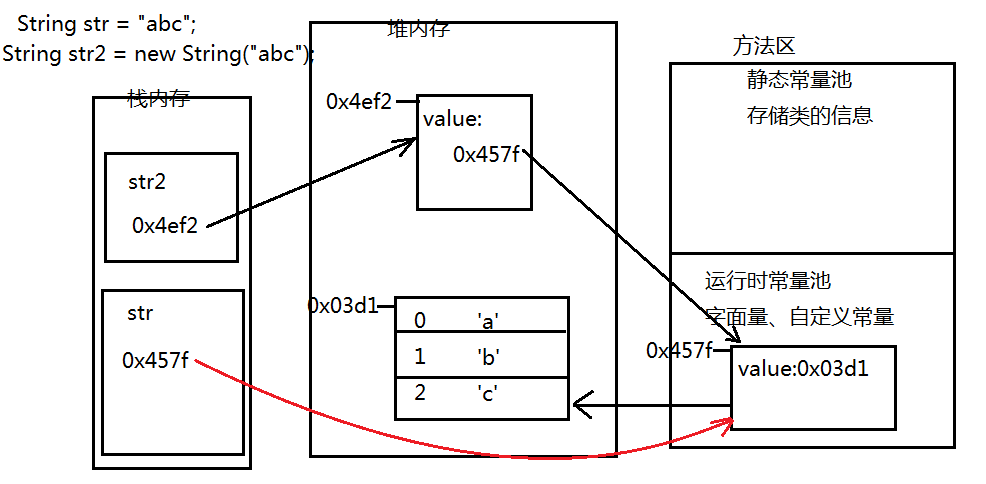 String str = "abc";
String str2 = new String("abc");
栈内存
str2
0x4ef2
str
0x457f
堆内存
0x4ef2
value:
0x457f
0x03d1
0 'a'
1 'b'
2 'c'
方法区
静态常量池
存储类的信息
运行时常量池
字面量、自定义常量
0x457f
value:0x03d1